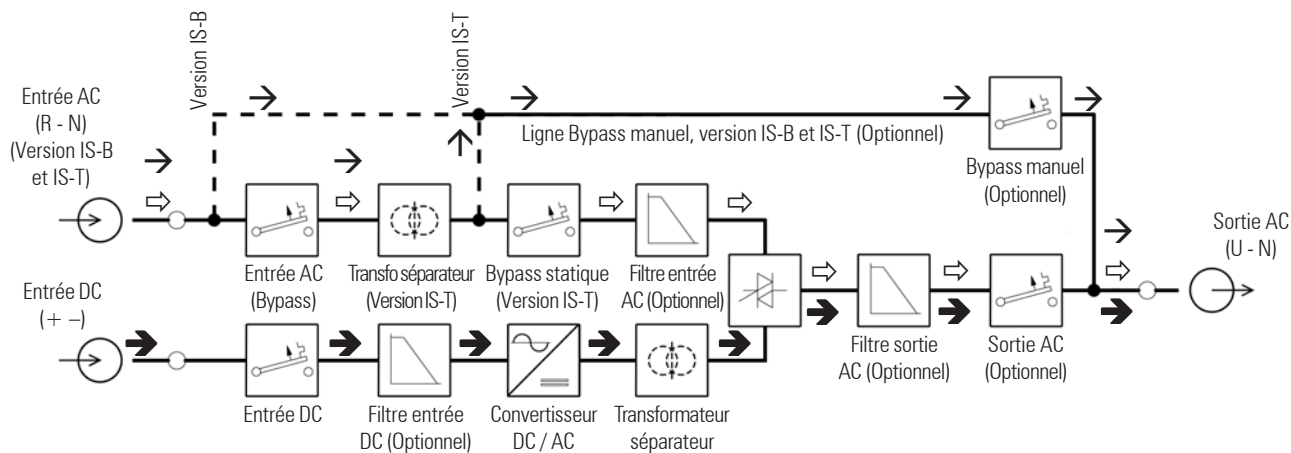 Version IS-B
Version IS-T
Entrée AC
(R - N)
(Version IS-B
et IS-T)
Ligne Bypass manuel, version IS-B et IS-T (Optionnel)
Bypass manuel
(Optionnel)
Entrée AC
(Bypass)
Transfo séparateur
(Version IS-T)
Bypass statique
(Version IS-T)
Filtre entrée
AC (Optionnel)
Sortie AC
(U - N)
Entrée DC
(+ –)
Entrée DC
Filtre entrée
DC (Optionnel)
Convertisseur
DC / AC
Transformateur
séparateur
Filtre sortie
AC (Optionnel)
Sortie AC
(Optionnel)